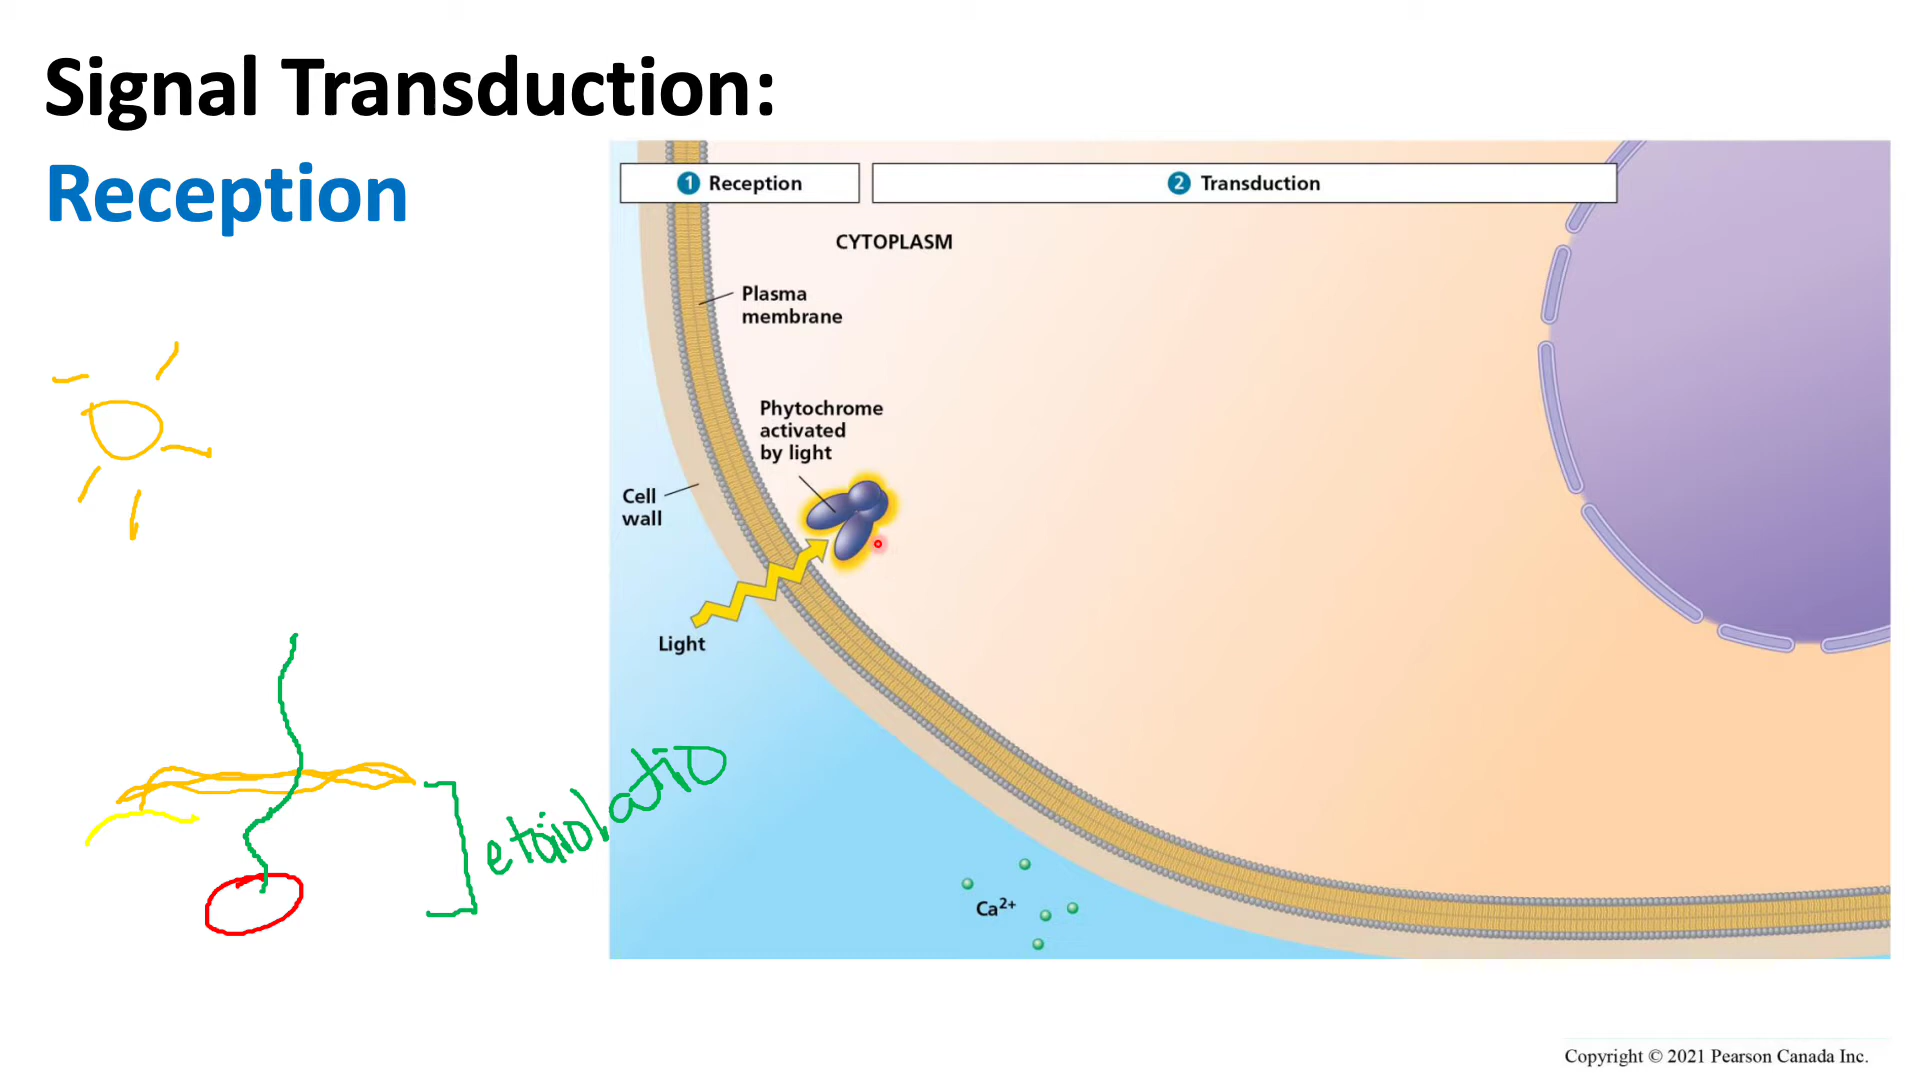 Signal Transduction:
Reception
1 Reception
2 Transduction
CYTOPLASM
Plasma
membrane
Phytochrome
activated
by light
Cell
wall
Light
etoiolatio
Ca2+
Copyright © 2021 Pearson Canada Inc.